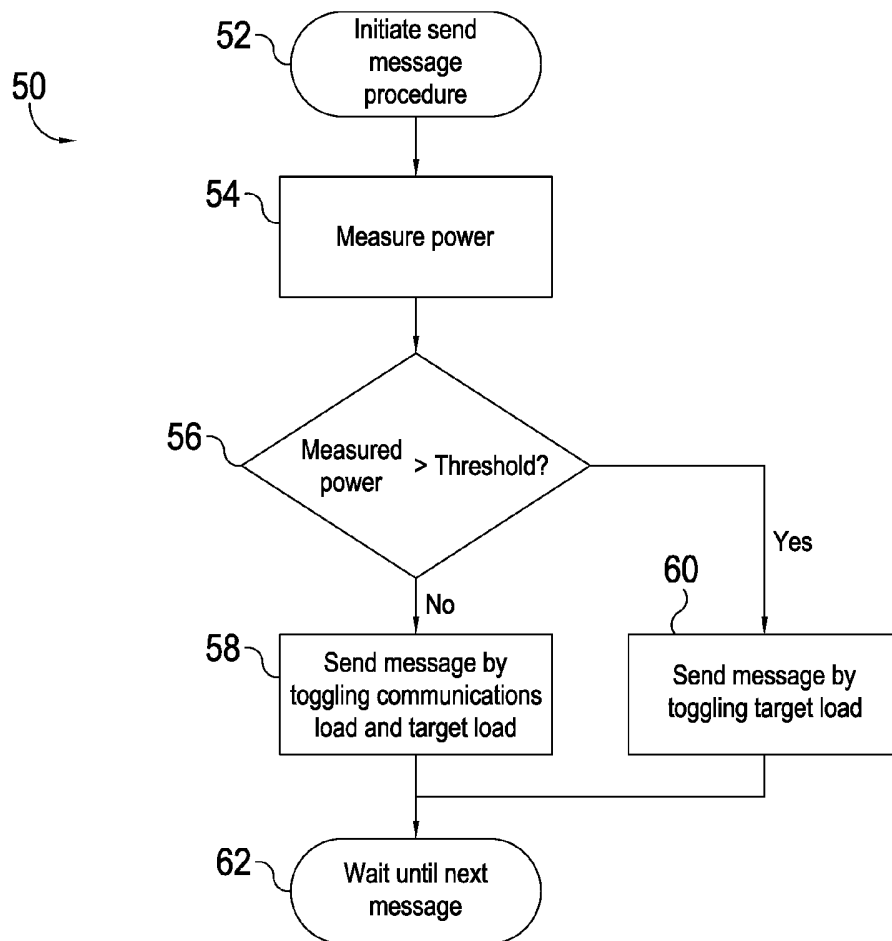 52
Initiate send
message
procedure
50
54
Measure power
56
Measured
power > Threshold?
Yes
No
60
58
Send message by
toggling communications
load and target load
Send message by
toggling target load
62
Wait until next
message